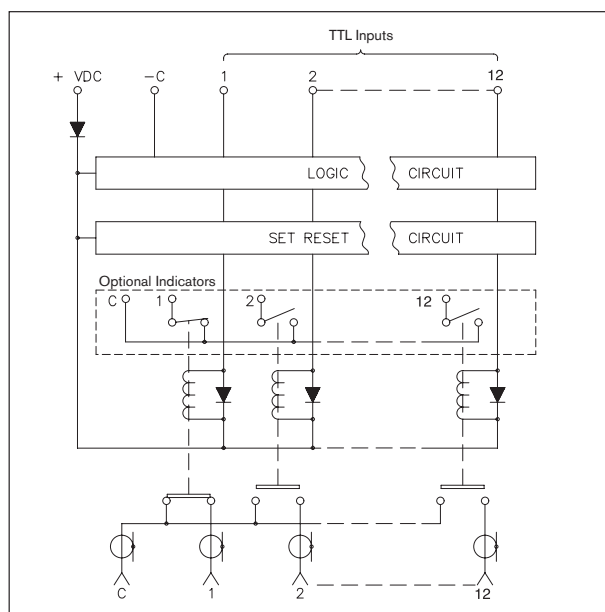 TTL Inputs
+ VDC
−C
1
2
12
LOGIC CIRCUIT
SET RESET CIRCUIT
Optional Indicators
C
1
2
12
C
1
2
12